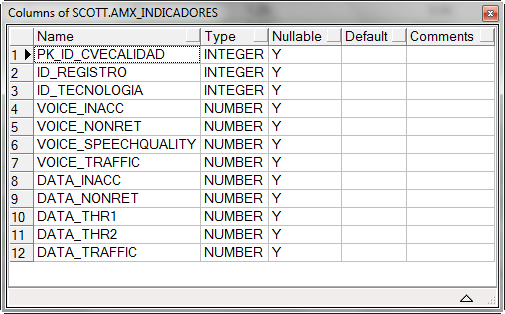 Columns of SCOTT.AMX_INDICADORES
Name Type Nullable Default Comments
1 PK_ID_CVECALIDAD INTEGER Y
2 ID_REGISTRO INTEGER Y
3 ID_TECNOLOGIA INTEGER Y
4 VOICE_INACC NUMBER Y
5 VOICE_NONRET NUMBER Y
6 VOICE_SPEECHQUALITY NUMBER Y
7 VOICE_TRAFFIC NUMBER Y
8 DATA_INACC NUMBER Y
9 DATA_NONRET NUMBER Y
10 DATA_THR1 NUMBER Y
11 DATA_THR2 NUMBER Y
12 DATA_TRAFFIC NUMBER Y